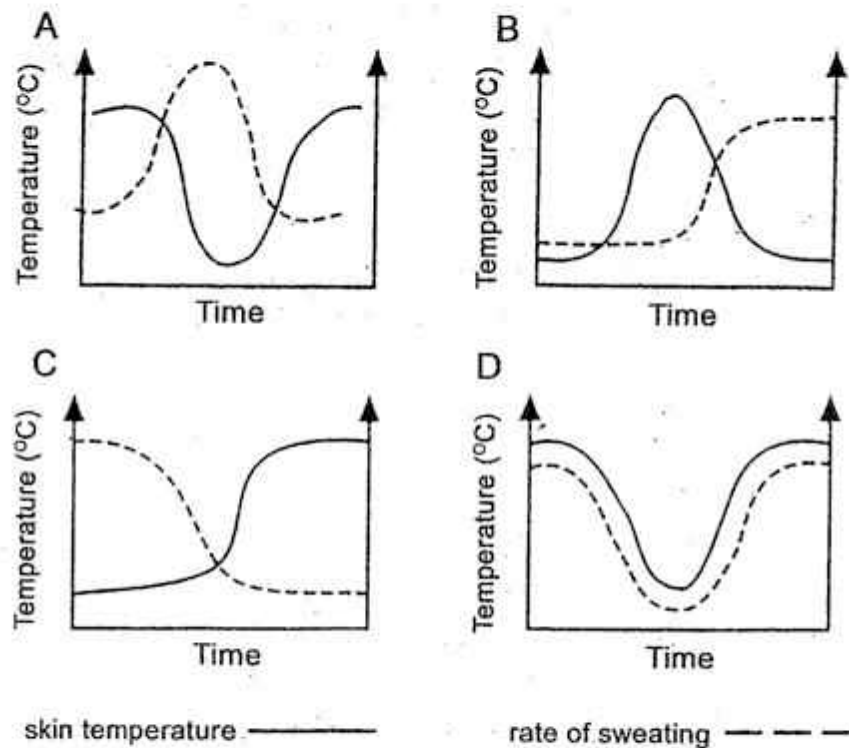 A
B
Temperature (°C)
Time
Temperature (°C)
Time
C
D
Temperature (°C)
Time
Temperature (°C)
Time
skin temperature
rate of sweating